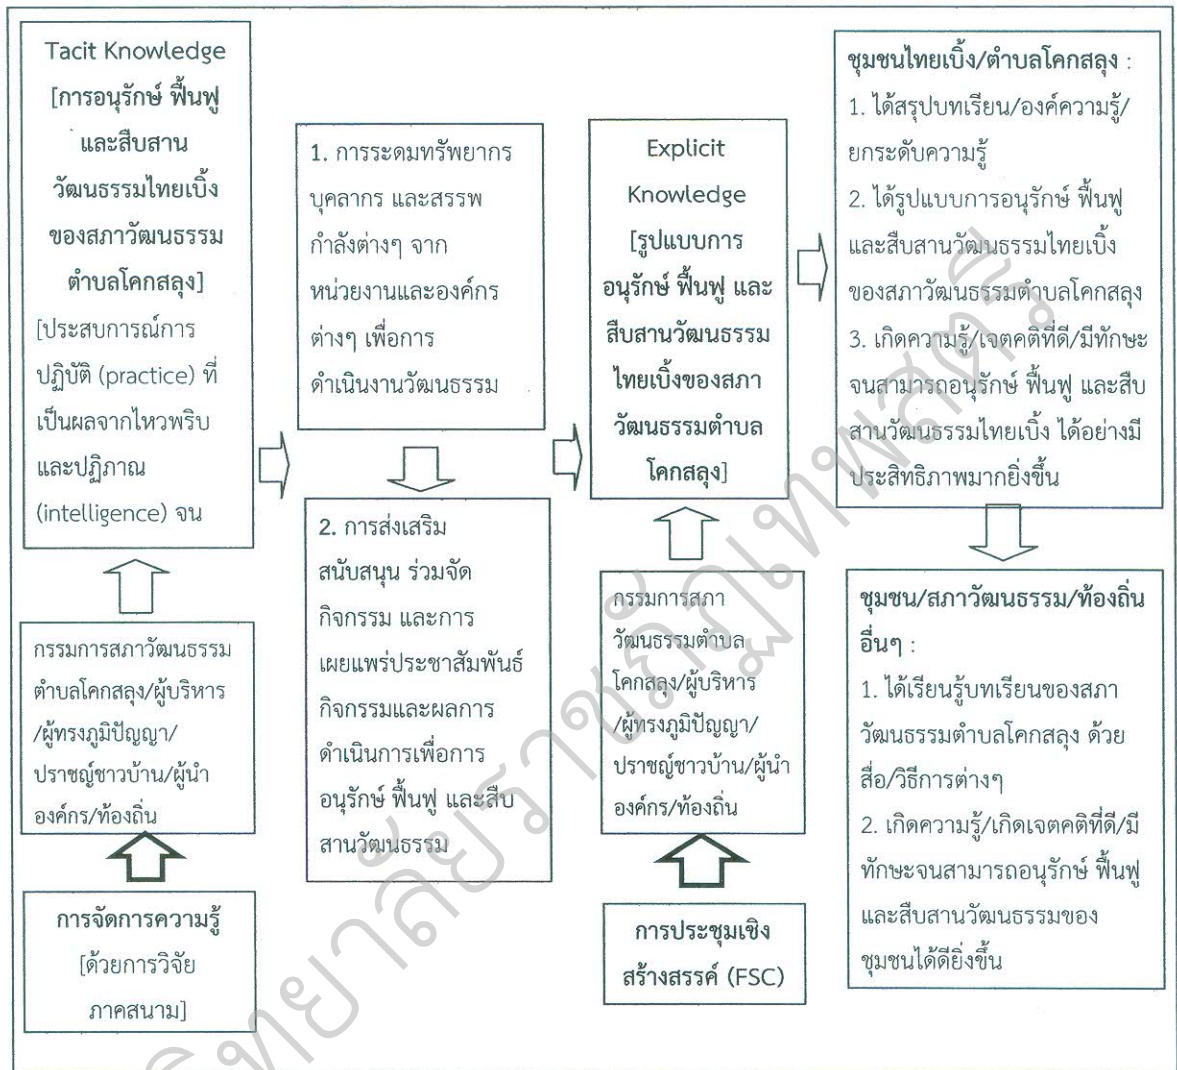 Tacit Knowledge
[การอนุรักษ์ ฟื้นฟู
และสืบสาน
วัฒนธรรมไทยเบิ้ง
ของสภาวัฒนธรรม
ตำบลโคกสลุง]
[ประสบการณ์การ
ปฏิบัติ (practice) ที่
เป็นผลจากไหวพริบ
และปฏิภาณ
(intelligence) จน
กรรมการสภาวัฒนธรรม
ตำบลโคกสลุง/ผู้บริหาร
/ผู้ทรงภูมิปัญญา/
ปราชญ์ชาวบ้าน/ผู้นำ
องค์กร/ท้องถิ่น
การจัดการความรู้
[ด้วยการวิจัย
ภาคสนาม]
1. การระดมทรัพยากร
บุคลากร และสรรพ
กำลังต่างๆ จาก
หน่วยงานและองค์กร
ต่างๆ เพื่อการ
ดำเนินงานวัฒนธรรม
2. การส่งเสริม
สนับสนุน ร่วมจัด
กิจกรรม และการ
เผยแพร่ประชาสัมพันธ์
กิจกรรมและผลการ
ดำเนินการเพื่อการ
อนุรักษ์ ฟื้นฟู และสืบ
สานวัฒนธรรม
Explicit
Knowledge
[รูปแบบการ
อนุรักษ์ ฟื้นฟู และ
สืบสานวัฒนธรรม
ไทยเบิ้งของสภา
วัฒนธรรมตำบล
โคกสลุง]
กรรมการสภา
วัฒนธรรมตำบล
โคกสลุง/ผู้บริหาร
/ผู้ทรงภูมิปัญญา/
ปราชญ์ชาวบ้าน/ผู้นำ
องค์กร/ท้องถิ่น
การประชุมเชิง
สร้างสรรค์ (FSC)
ชุมชนไทยเบิ้ง/ตำบลโคกสลุง :
1. ได้สรุปบทเรียน/องค์ความรู้/
ยกระดับความรู้
2. ได้รูปแบบการอนุรักษ์ ฟื้นฟู
และสืบสานวัฒนธรรมไทยเบิ้ง
ของสภาวัฒนธรรมตำบลโคกสลุง
3. เกิดความรู้/เจตคติที่ดี/มีทักษะ
จนสามารถอนุรักษ์ ฟื้นฟู และสืบ
สานวัฒนธรรมไทยเบิ้ง ได้อย่างมี
ประสิทธิภาพมากยิ่งขึ้น
ชุมชน/สภาวัฒนธรรม/ท้องถิ่น
อื่นๆ :
1. ได้เรียนรู้บทเรียนของสภา
วัฒนธรรมตำบลโคกสลุง ด้วย
สื่อ/วิธีการต่างๆ
2. เกิดความรู้/เกิดเจตคติที่ดี/มี
ทักษะจนสามารถอนุรักษ์ ฟื้นฟู
และสืบสานวัฒนธรรมของ
ชุมชนได้ดียิ่งขึ้น
ิทยาลัยราชภัฏเทพสตรี